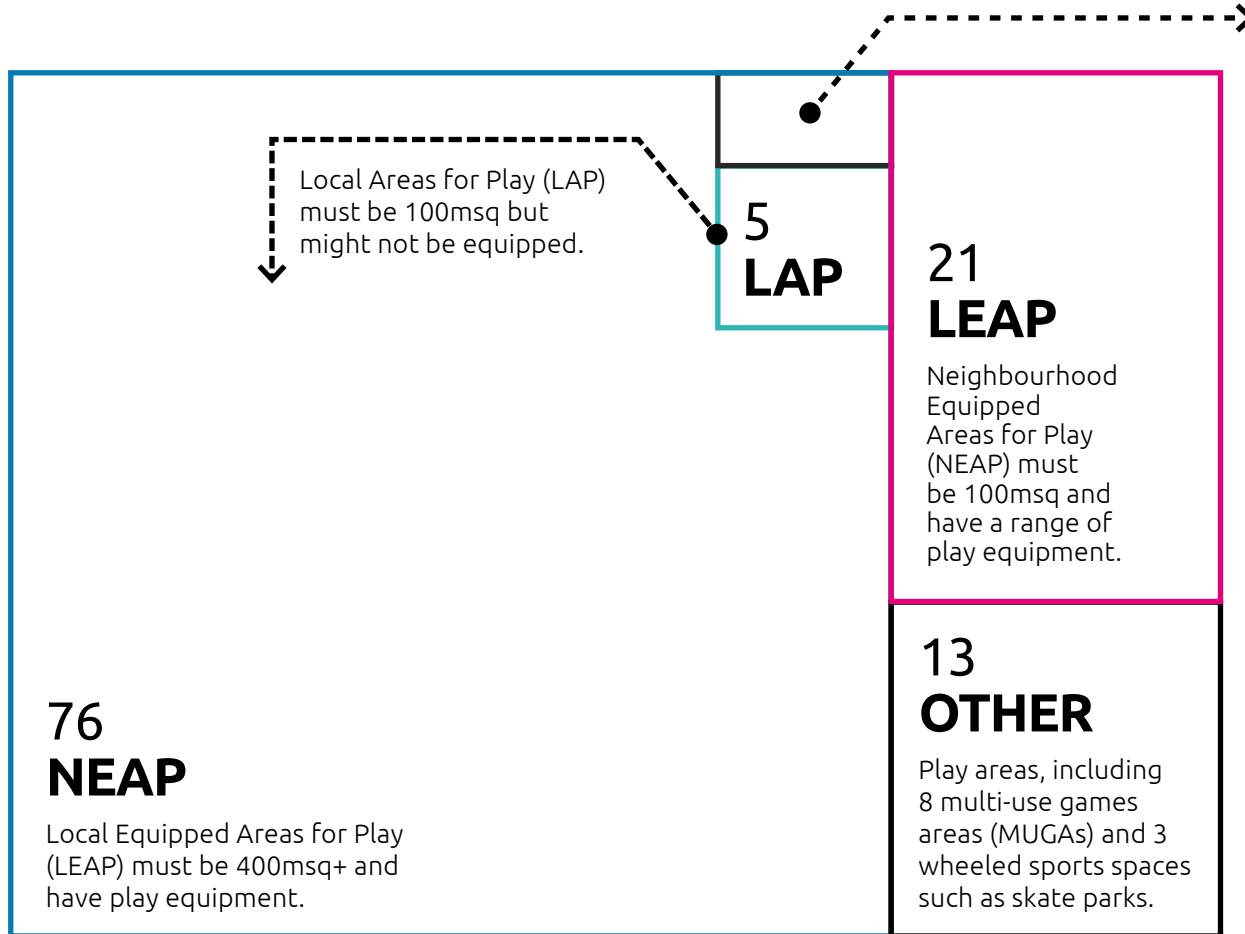 Local Areas for Play (LAP)
must be 100msq but
might not be equipped.
5
LAP
21
LEAP
Neighbourhood
Equipped
Areas for Play
(NEAP) must
be 100msq and
have a range of
play equipment.
76
NEAP
Local Equipped Areas for Play
(LEAP) must be 400msq+ and
have play equipment.
13
OTHER
Play areas, including
8 multi-use games
areas (MUGAs) and 3
wheeled sports spaces
such as skate parks.